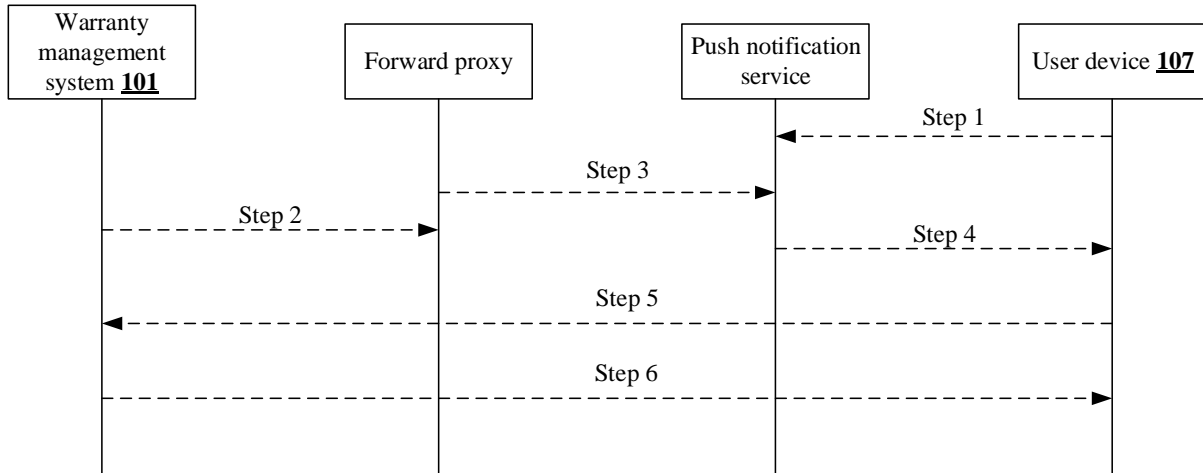 Warranty
management
system 101
Forward proxy
Push notification
service
User device 107
Step 1
Step 3
Step 2
Step 4
Step 5
Step 6